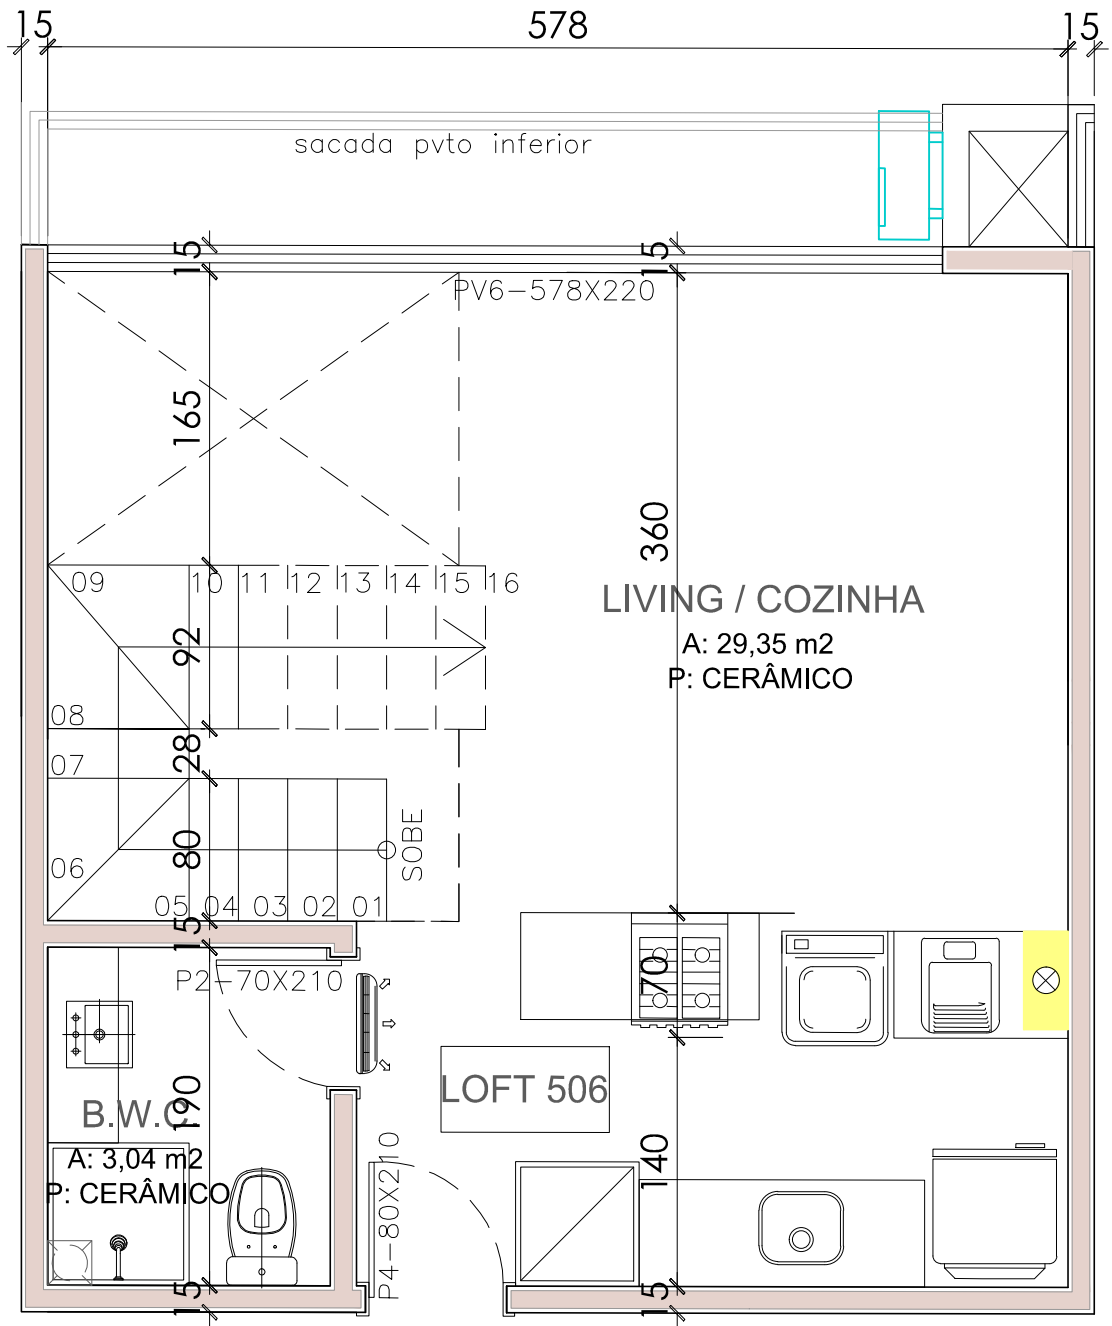 15
578
15
sacada pvto inferior
15
15
PV6-578X220
165
360
09
10
11
12
13
14
15
16
LIVING / COZINHA
A: 29,35 m2
P: CERÂMICO
92
08
28
07
80
SOBE
06
05
04
03
02
01
15
P2-70X210
70
LOFT 506
B.W.C.
190
A: 3,04 m2
P: CERÂMICO
P4-80X210
140
15
15